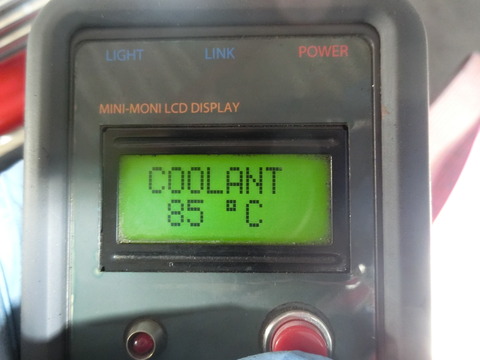 LIGHT LINK POWER
MINI-MONI LCD DISPLAY
COOLANT
85 °C